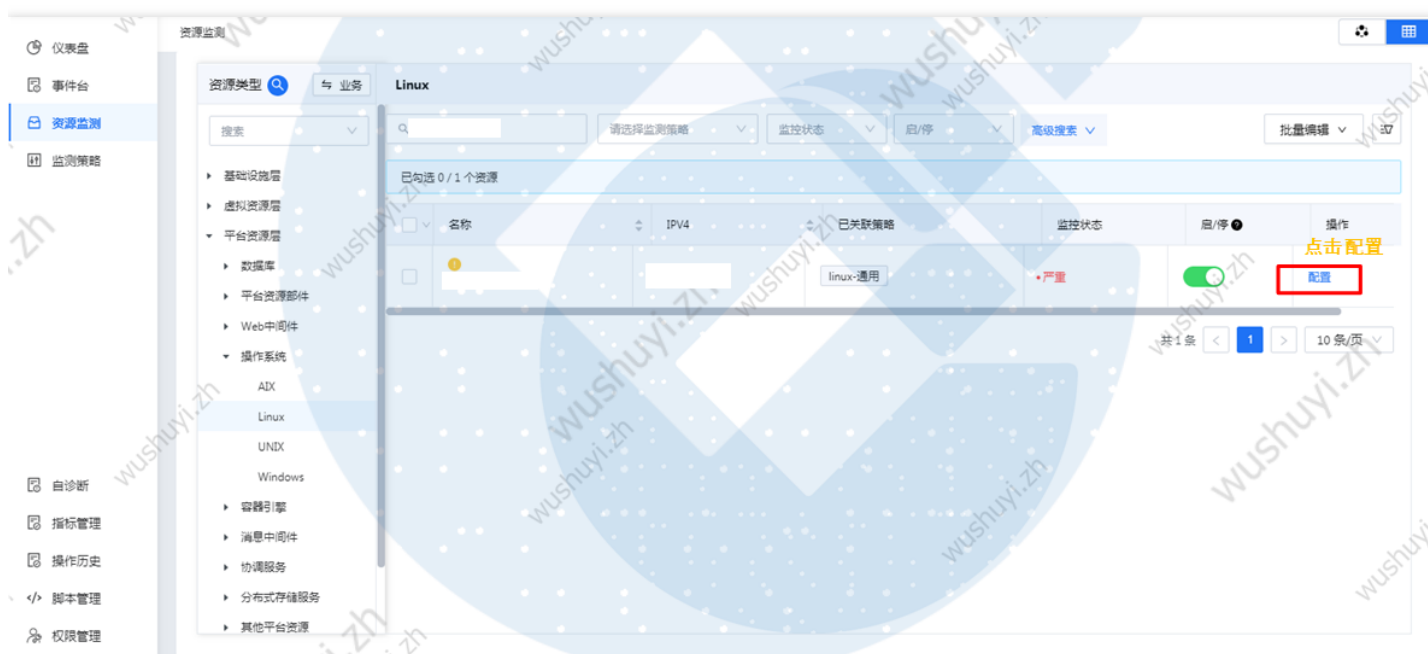 仪表盘
事件台
资源监测
监测策略
自诊断
指标管理
操作历史
脚本管理
权限管理
资源监测
资源类型
业务
搜索
基础设施层
虚拟资源层
平台资源层
数据库
平台资源部件
Web中间件
操作系统
AIX
Linux
UNIX
Windows
容器引擎
消息中间件
协调服务
分布式存储服务
其他平台资源
Linux
请选择监测策略
监控状态
启/停
高级搜索
批量编辑
已勾选 0 / 1 个资源
名称 IPV4 已关联策略 监控状态 启/停 操作
点击配置
linux-通用 严重 配置
共 1 条 < 1 > 10 条/页
wushuyi.zh